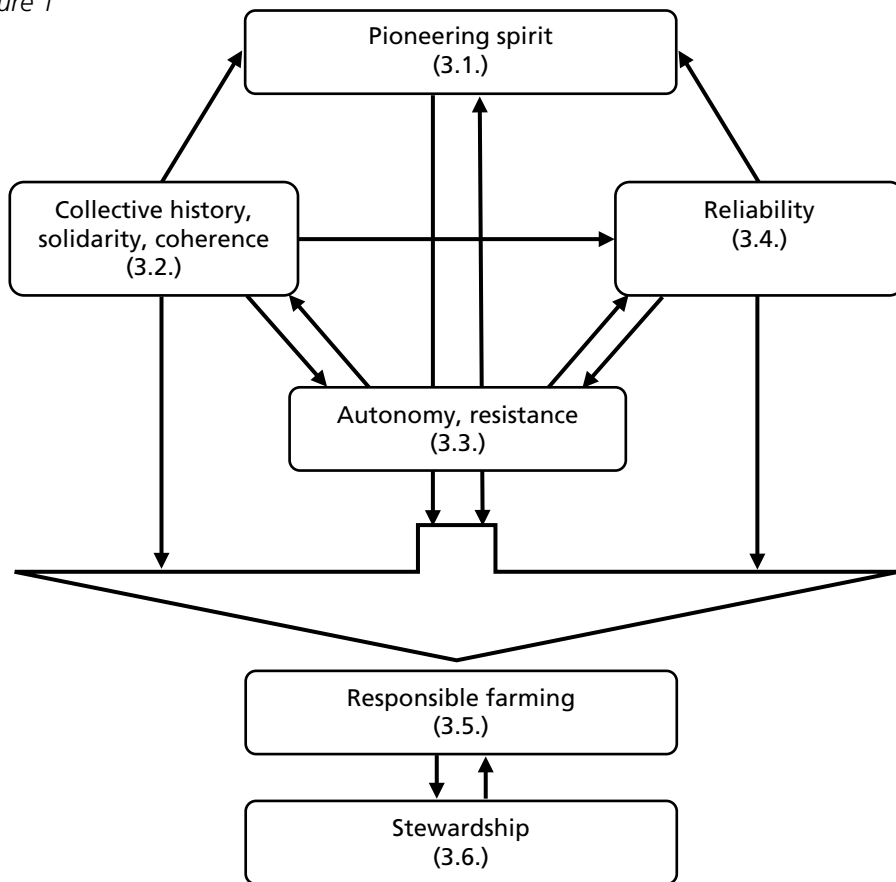 ure 1
Pioneering spirit
(3.1.)
Collective history,
solidarity, coherence
(3.2.)
Reliability
(3.4.)
Autonomy, resistance
(3.3.)
Responsible farming
(3.5.)
Stewardship
(3.6.)